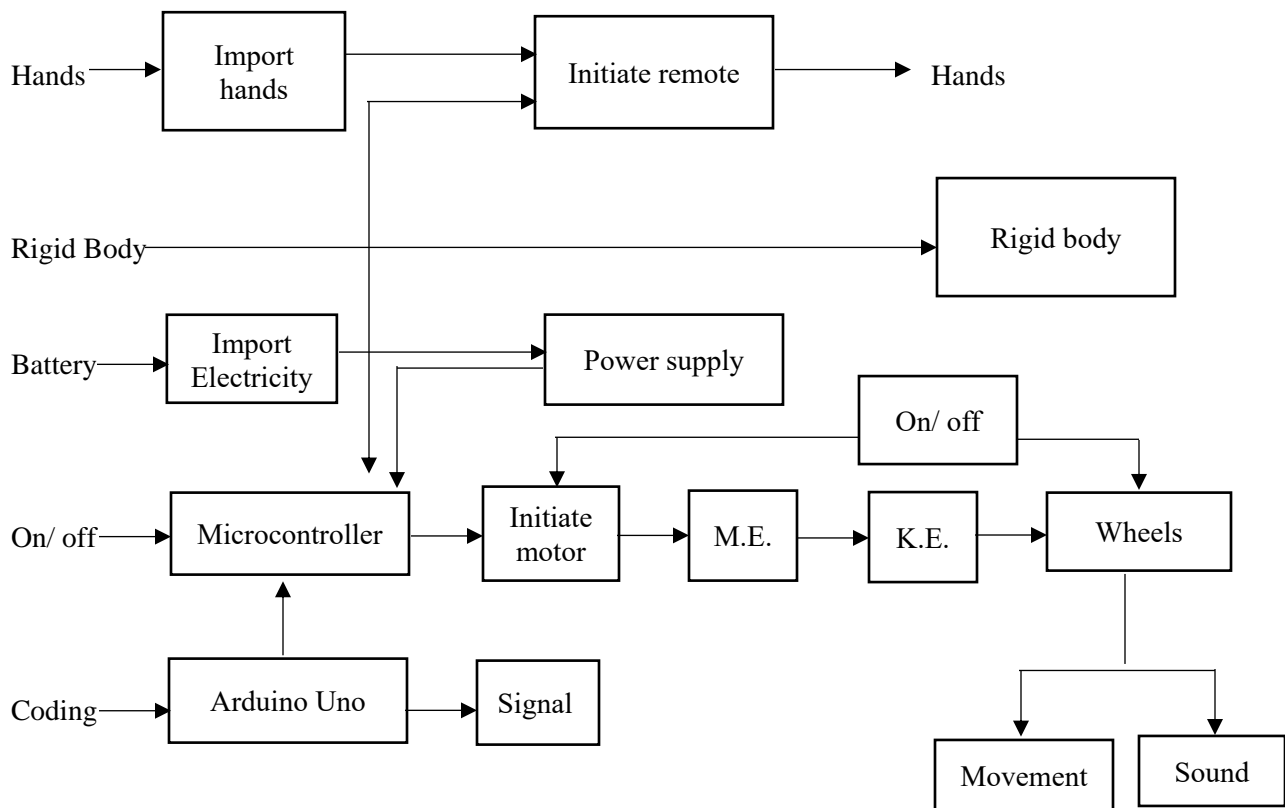 Hands
Import
hands
Initiate remote
Hands
Rigid Body
Rigid body
Battery
Import
Electricity
Power supply
On/ off
On/ off
Microcontroller
Initiate
motor
M.E.
K.E.
Wheels
Coding
Arduino Uno
Signal
Movement
Sound